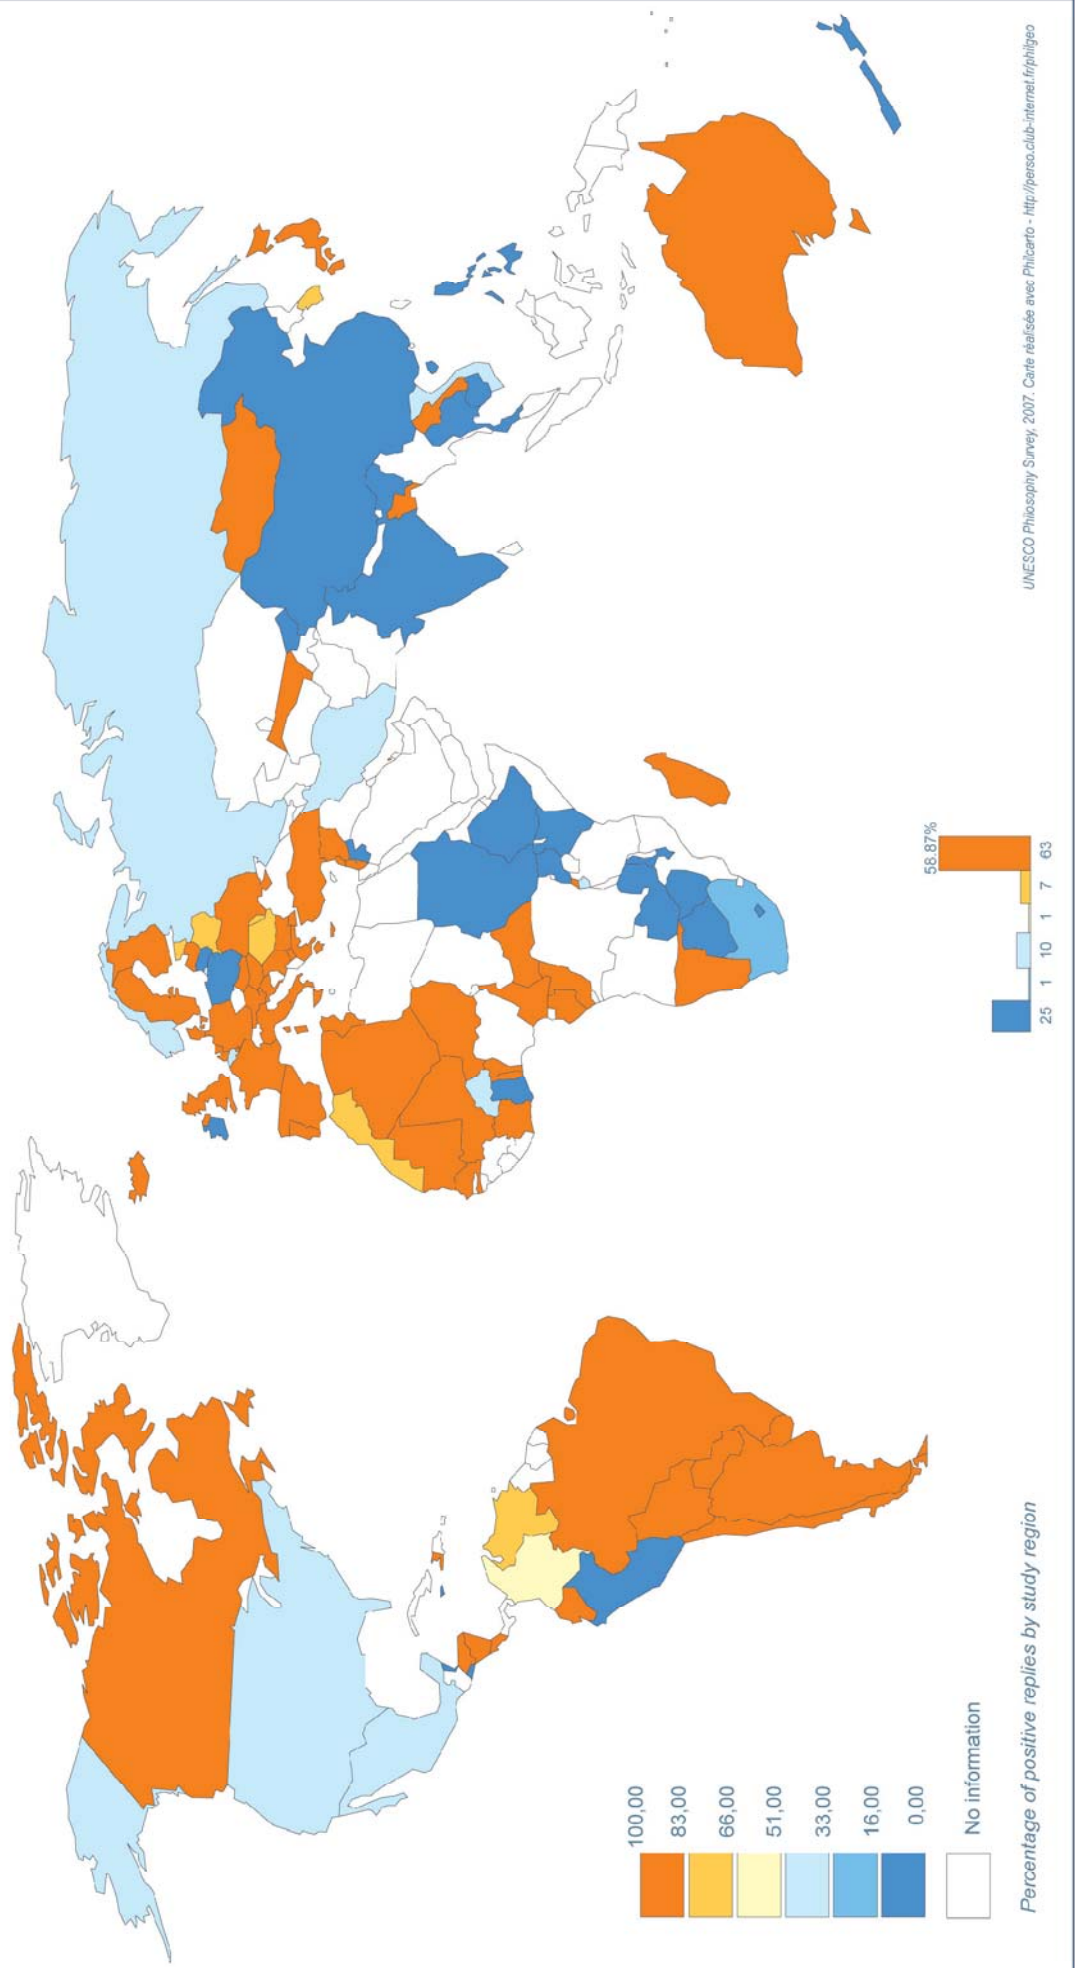 100,00
83,00
66,00
51,00
33,00
16,00
0,00
No information
Percentage of positive replies by study region
58.87%
25 1 10 1 7 63
UNESCO Philosophy Survey, 2007. Carte réalisée avec Philcarto - http://perso.club-internet.fr/philgeo